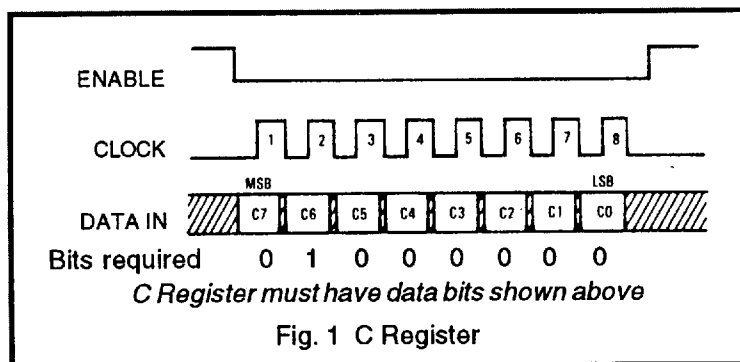 ENABLE
CLOCK 1 2 3 4 5 6 7 8
MSB LSB
DATA IN C7 C6 C5 C4 C3 C2 C1 C0
Bits required 0 1 0 0 0 0 0 0
C Register must have data bits shown above
Fig. 1 C Register